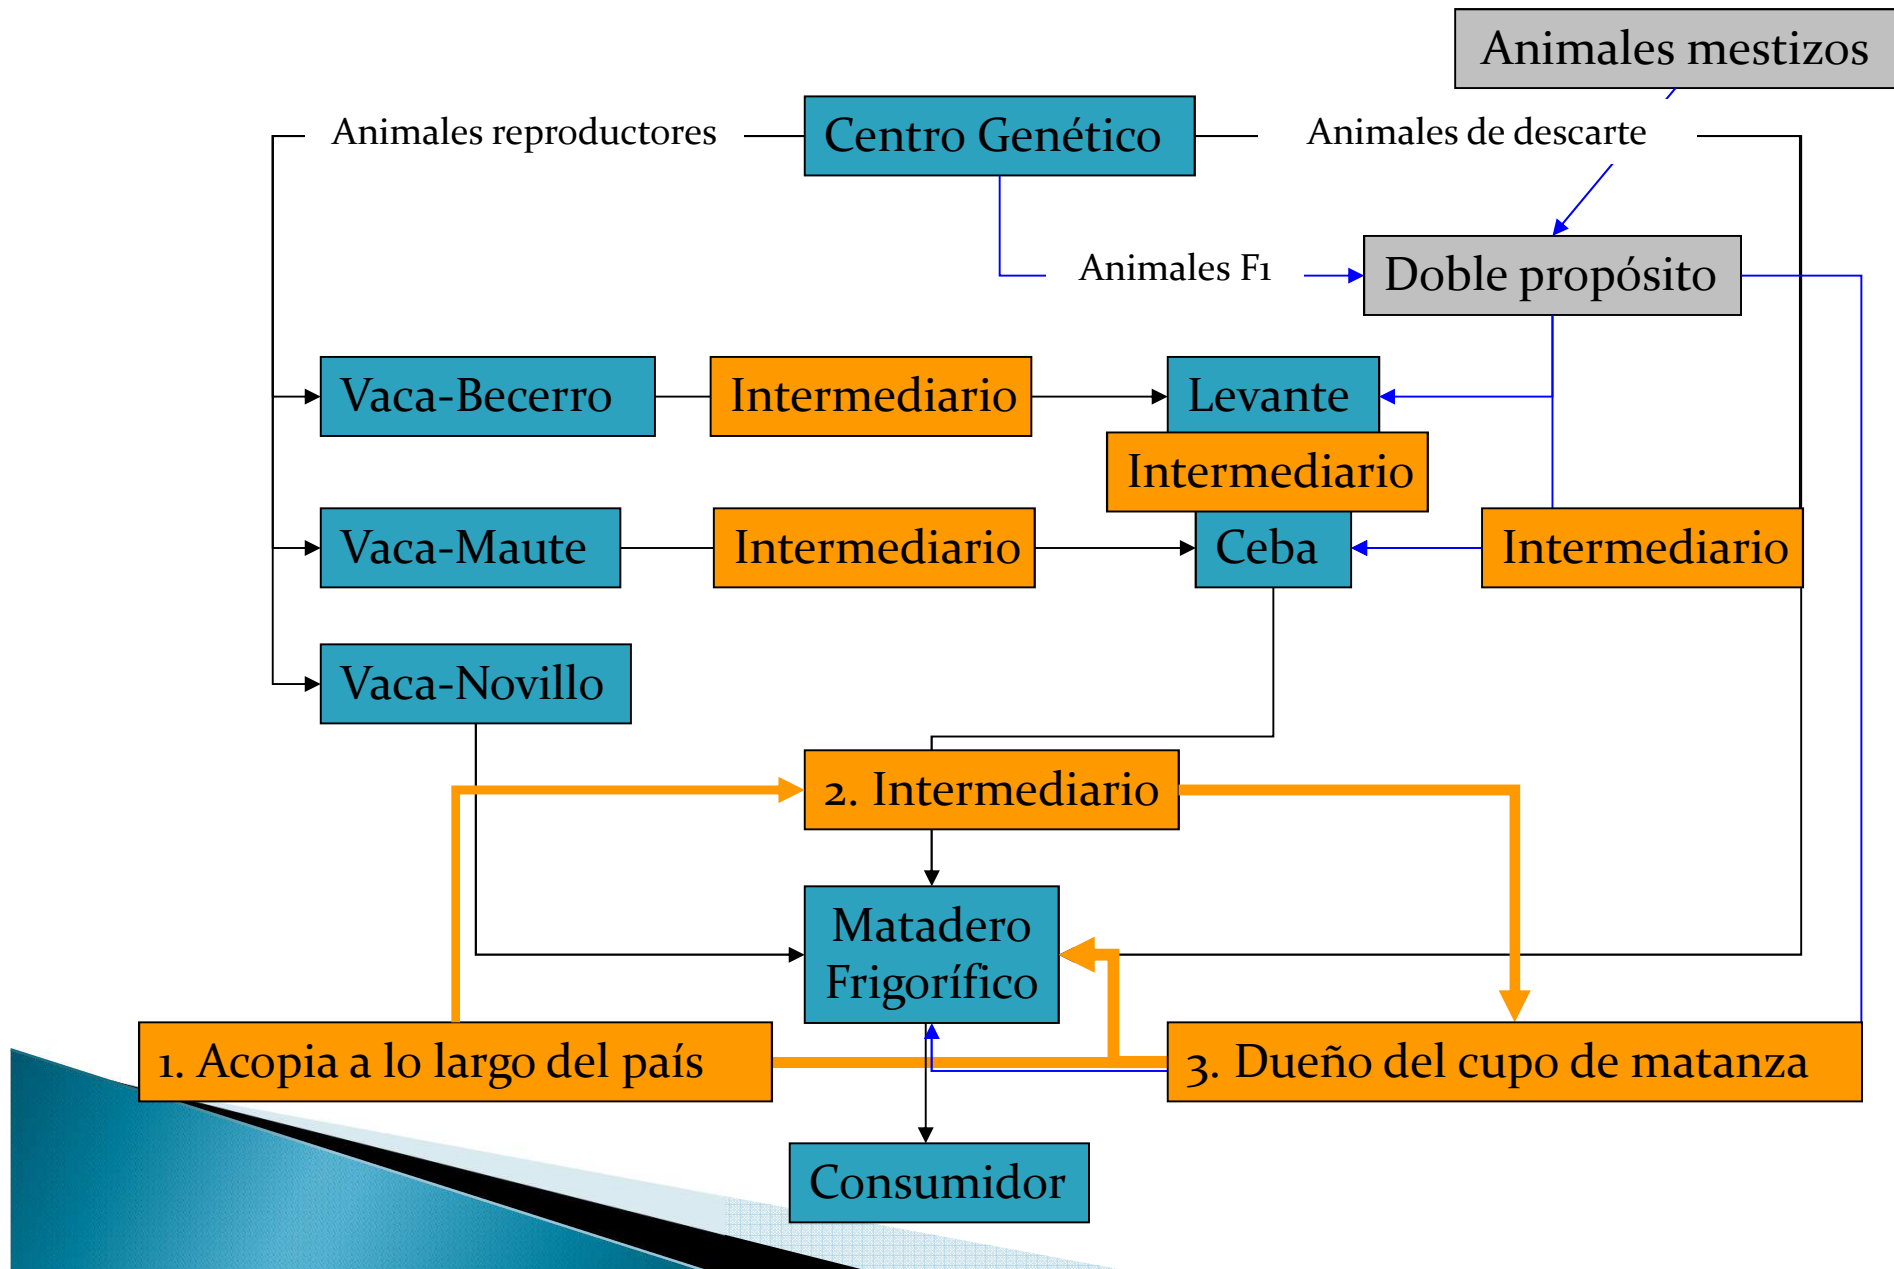 Animales mestizos
Animales reproductores
Centro Genético
Animales de descarte
Animales F1
Doble propósito
Vaca-Becerro
Intermediario
Levante
Intermediario
Vaca-Maute
Intermediario
Ceba
Intermediario
Vaca-Novillo
2. Intermediario
Matadero
Frigorífico
1. Acopia a lo largo del país
3. Dueño del cupo de matanza
Consumidor